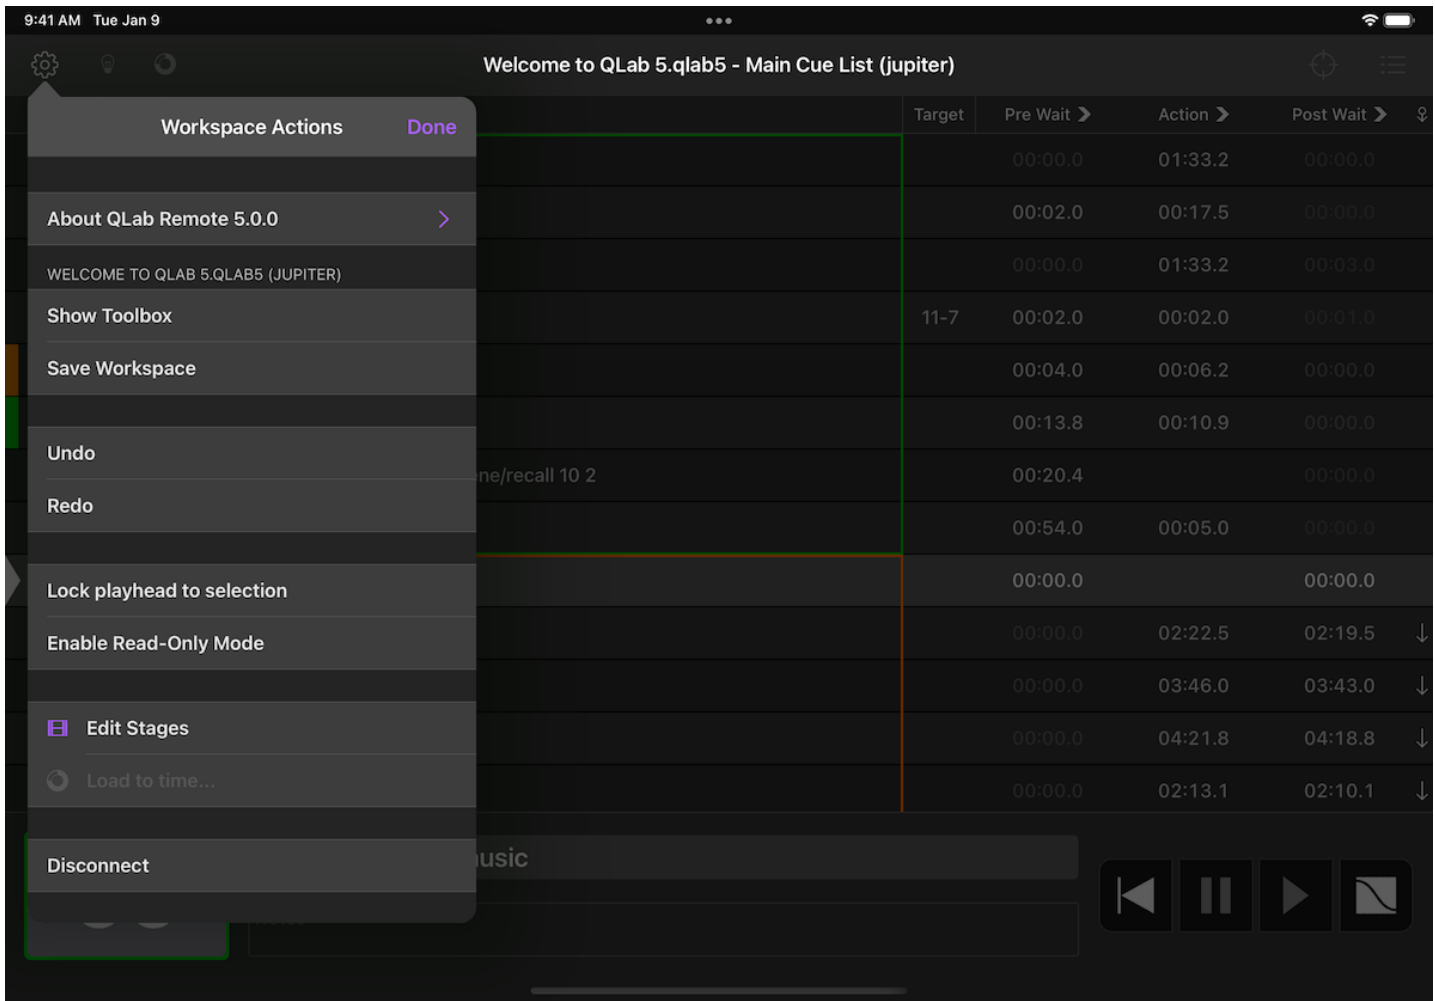 9:41 AM Tue Jan 9
Welcome to QLab 5.qlab5 - Main Cue List (jupiter)
Workspace Actions Done
Target Pre Wait Action Post Wait
00:00.0 01:33.2 00:00.0
About QLab Remote 5.0.0
00:02.0 00:17.5 00:00.0
WELCOME TO QLAB 5.QLAB5 (JUPITER)
00:00.0 01:33.2 00:03.0
Show Toolbox
11-7 00:02.0 00:02.0 00:01.0
Save Workspace
00:04.0 00:06.2 00:00.0
00:13.8 00:10.9 00:00.0
Undo
ene/recall 10 2
00:20.4 00:00.0
Redo
00:54.0 00:05.0 00:00.0
Lock playhead to selection
00:00.0 00:00.0
Enable Read-Only Mode
00:00.0 02:22.5 02:19.5
00:00.0 03:46.0 03:43.0
Edit Stages
00:00.0 04:21.8 04:18.8
Load to time...
00:00.0 02:13.1 02:10.1
Disconnect
usic